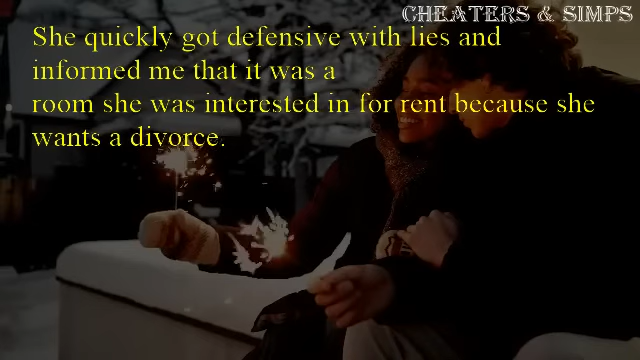 CHEATERS & SIMPS
She quickly got defensive with lies and
informed me that it was a
room she was interested in for rent because she
wants a divorce.